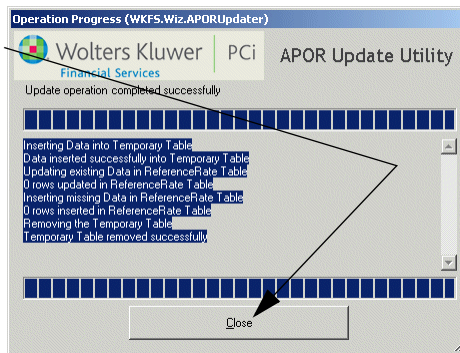 Operation Progress (WKFS.Wiz.APORUpdater)
Wolters Kluwer PCi
Financial Services
APOR Update Utility
Update operation completed successfully
Inserting Data into Temporary Table
Data inserted successfully into Temporary Table
Updating existing Data in ReferenceRate Table
0 rows updated in ReferenceRate Table
Inserting missing Data in ReferenceRate Table
0 rows inserted in ReferenceRate Table
Removing the Temporary Table
Temporary Table removed successfully
Close